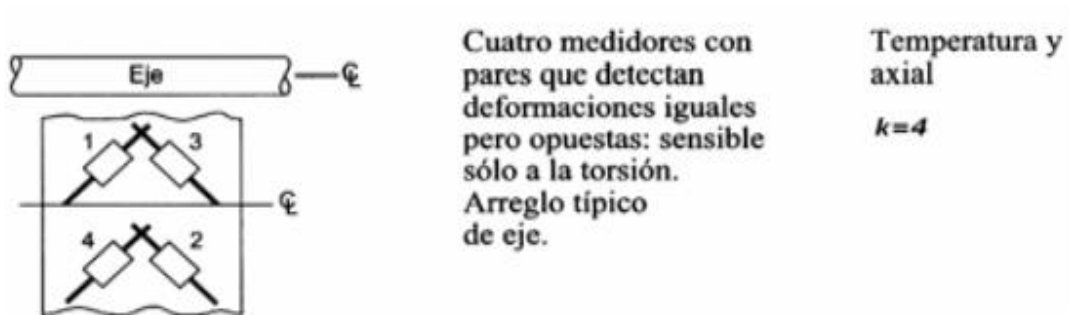 Eje
℄
1
3
℄
4
2
Cuatro medidores con
pares que detectan
deformaciones iguales
pero opuestas: sensible
sólo a la torsión.
Arreglo típico
de eje.
Temperatura y
axial
k=4